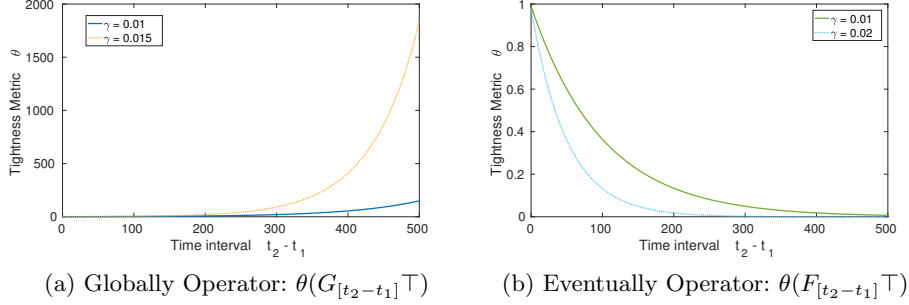 2000
1500
1000
500
0
Tightness Metric θ
γ = 0.01
γ = 0.015
0 100 200 300 400 500
Time interval t₂ - t₁
(a) Globally Operator: θ(G[t₂−t₁]⊤)
1
0.8
0.6
0.4
0.2
0
Tightness Metric θ
γ = 0.01
γ = 0.02
0 100 200 300 400 500
Time interval t₂ - t₁
(b) Eventually Operator: θ(F[t₂−t₁]⊤)